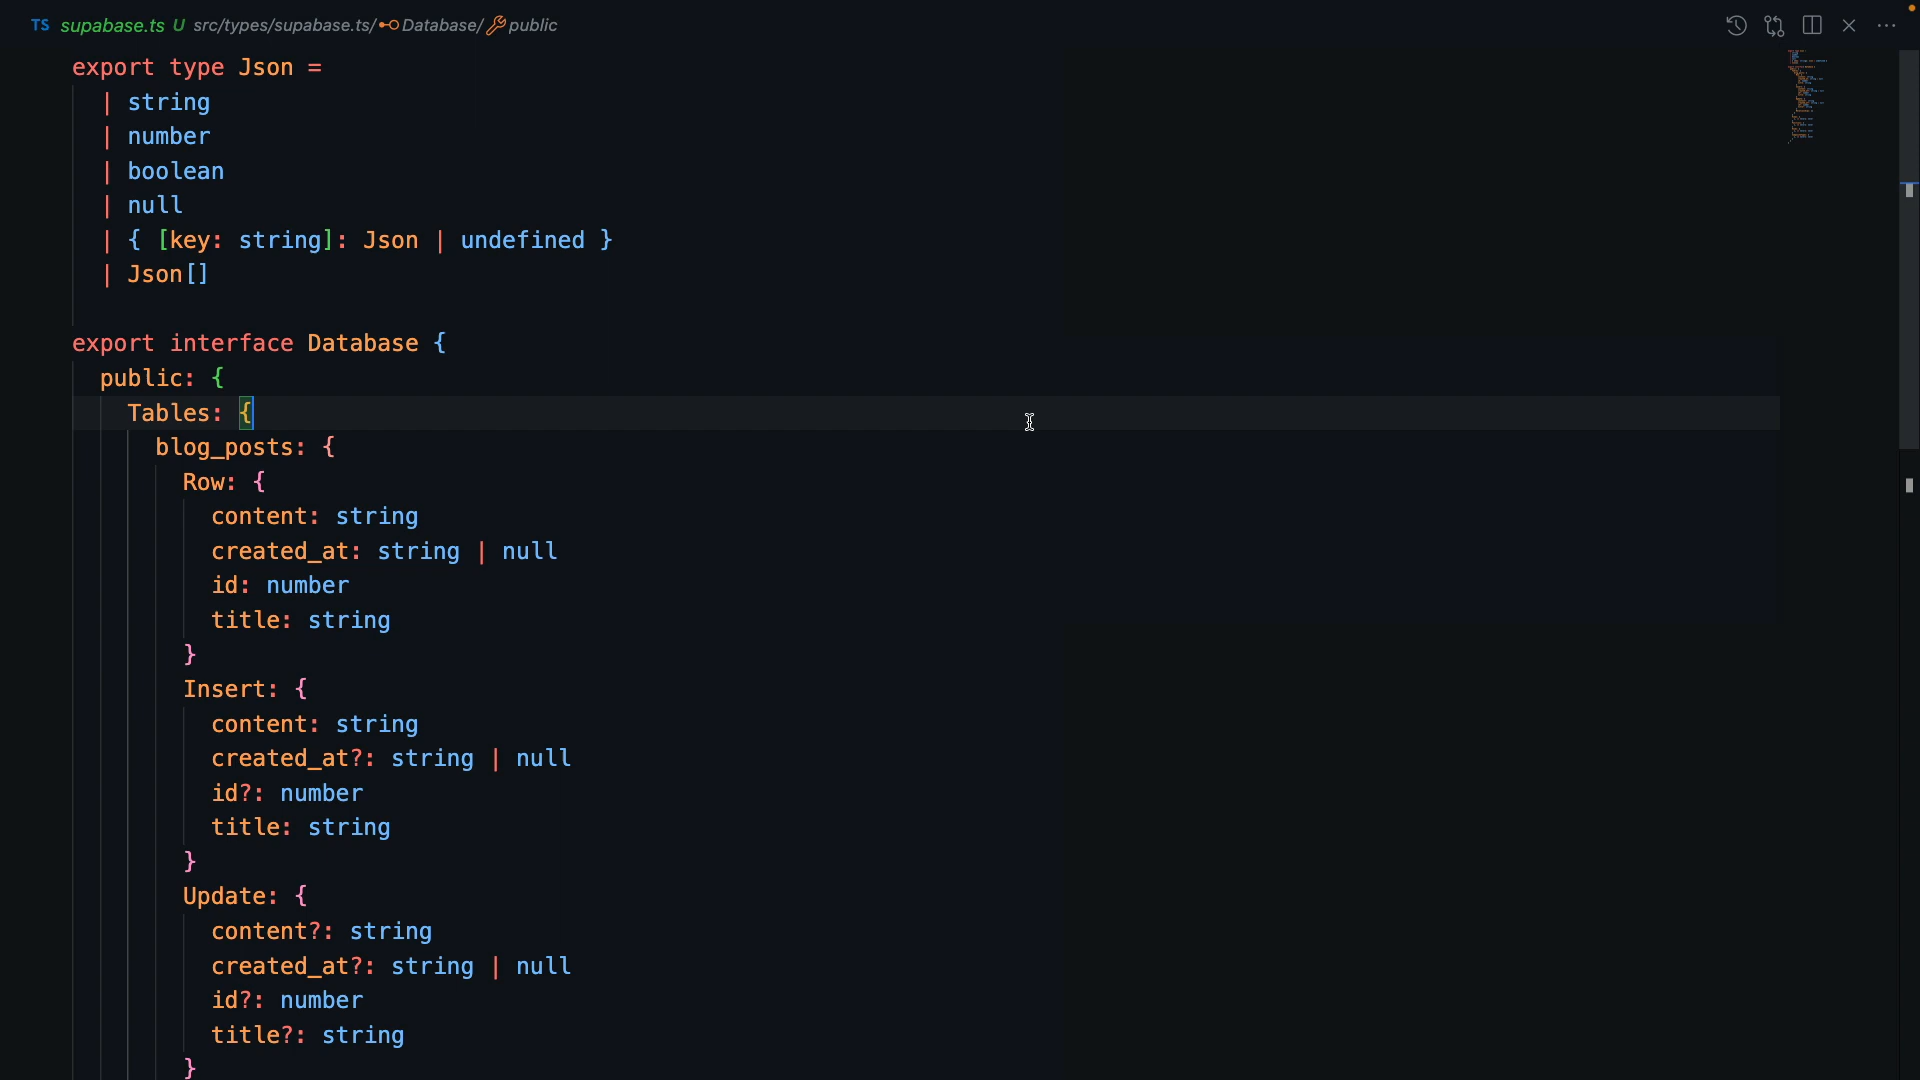 TS supabase.ts U src/types/supabase.ts/ Database/ public
export type Json =
  | string
  | number
  | boolean
  | null
  | { [key: string]: Json | undefined }
  | Json[]
export interface Database {
  public: {
    Tables: {
      blog_posts: {
        Row: {
          content: string
          created_at: string | null
          id: number
          title: string
        }
        Insert: {
          content: string
          created_at?: string | null
          id?: number
          title: string
        }
        Update: {
          content?: string
          created_at?: string | null
          id?: number
          title?: string
        }